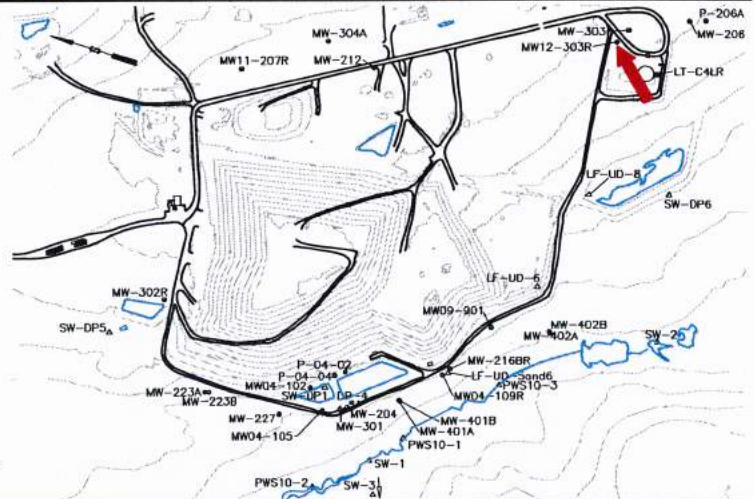 P-206A
MW-304A
MW-303
MW-206
MW12-303R
MW11-207R
MW-212
LT-C4LR
LF-UD-8
SW-DP6
LF-UD-6
MW-302R
MW09-901
MW-402B
SW-DP5
MW-402A
SW-2
P-04-02
MW-216BR
P-04-04
LF-UD-Sand6
MW-223A
MW04-102
PWS10-3
MW-223B
SW-DP1
DP-4
MW04-109R
MW-227
MW-204
MW-401B
MW04-105
MW-301
MW-401A
PWS10-1
SW-1
PWS10-2
SW-3